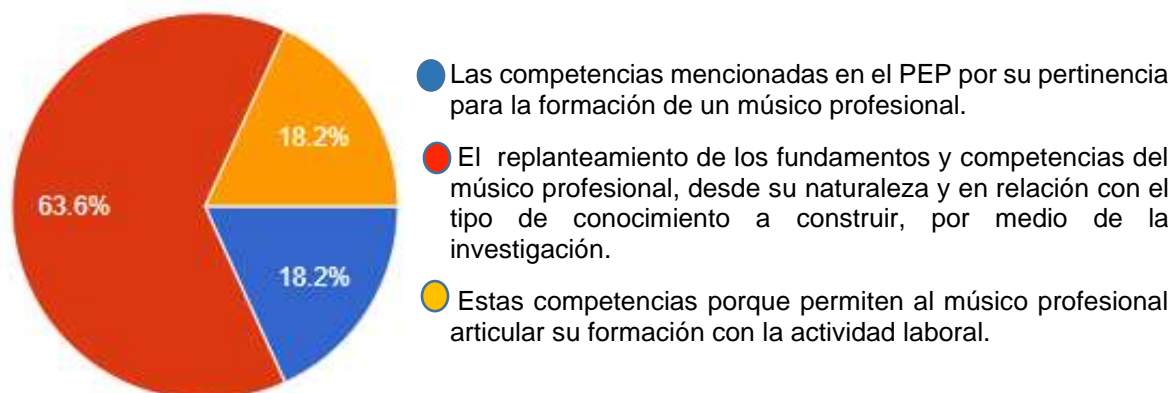 18.2%
63.6%
18.2%
Las competencias mencionadas en el PEP por su pertinencia
para la formación de un músico profesional.
El replanteamiento de los fundamentos y competencias del
músico profesional, desde su naturaleza y en relación con el
tipo de conocimiento a construir, por medio de la
investigación.
Estas competencias porque permiten al músico profesional
articular su formación con la actividad laboral.